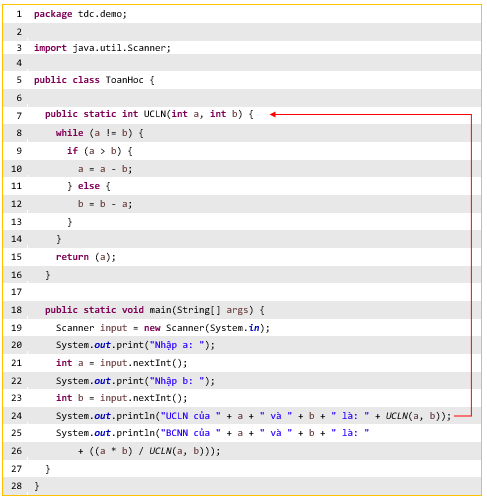 1 package tdc.demo;
2
3 import java.util.Scanner;
4
5 public class ToanHoc {
6
7 public static int UCLN(int a, int b) {
8 while (a != b) {
9 if (a > b) {
10 a = a - b;
11 } else {
12 b = b - a;
13 }
14 }
15 return (a);
16 }
17
18 public static void main(String[] args) {
19 Scanner input = new Scanner(System.in);
20 System.out.print("Nhập a: ");
21 int a = input.nextInt();
22 System.out.print("Nhập b: ");
23 int b = input.nextInt();
24 System.out.println("UCLN của " + a + " và " + b + " là: " + UCLN(a, b));
25 System.out.println("BCNN của " + a + " và " + b + " là: "
26 + ((a * b) / UCLN(a, b)));
27 }
28 }